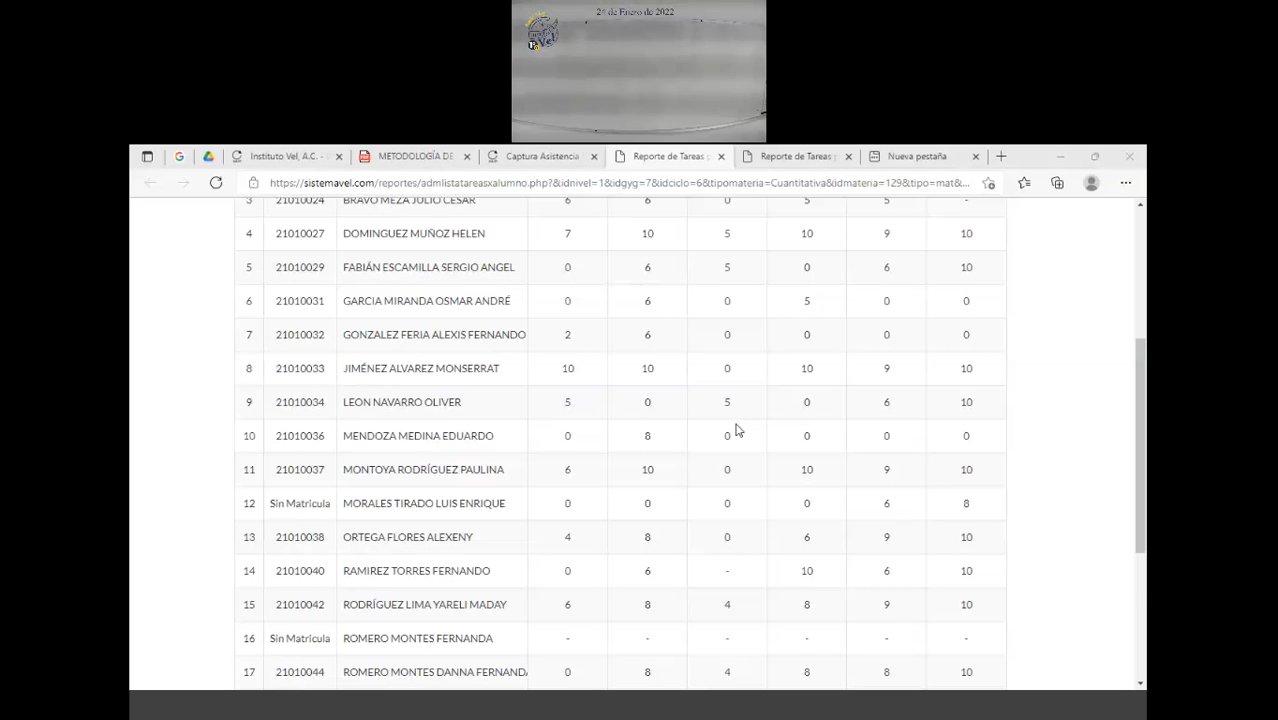 24 de Enero de 2022
Vel
Instituto Vel, A.C. -
METODOLOGÍA DE
Captura Asistencia
Reporte de Tareas
Reporte de Tareas
Nueva pestaña
https://sistemavel.com/reportes/admlistatareasxalumno.php?&idnivel=1&idgyg=7&idciclo=6&tipomateria=Cuantitativa&idmateria=129&tipo=mat&...
3 21010024 BRAVO MEZA JULIO CESAR 6 6 0 5 5 -
4 21010027 DOMINGUEZ MUÑOZ HELEN 7 10 5 10 9 10
5 21010029 FABIÁN ESCAMILLA SERGIO ANGEL 0 6 5 0 6 10
6 21010031 GARCIA MIRANDA OSMAR ANDRÉ 0 6 0 5 0 0
7 21010032 GONZALEZ FERIA ALEXIS FERNANDO 2 6 0 0 0 0
8 21010033 JIMÉNEZ ALVAREZ MONSERRAT 10 10 0 10 9 10
9 21010034 LEON NAVARRO OLIVER 5 0 5 0 6 10
10 21010036 MENDOZA MEDINA EDUARDO 0 8 0 0 0 0
11 21010037 MONTOYA RODRÍGUEZ PAULINA 6 10 0 10 9 10
12 Sin Matricula MORALES TIRADO LUIS ENRIQUE 0 0 0 0 6 8
13 21010038 ORTEGA FLORES ALEXENY 4 8 0 6 9 10
14 21010040 RAMIREZ TORRES FERNANDO 0 6 - 10 6 10
15 21010042 RODRÍGUEZ LIMA YARELI MADAY 6 8 4 8 9 10
16 Sin Matricula ROMERO MONTES FERNANDA - - - - - -
17 21010044 ROMERO MONTES DANNA FERNANDA 0 8 4 8 8 10